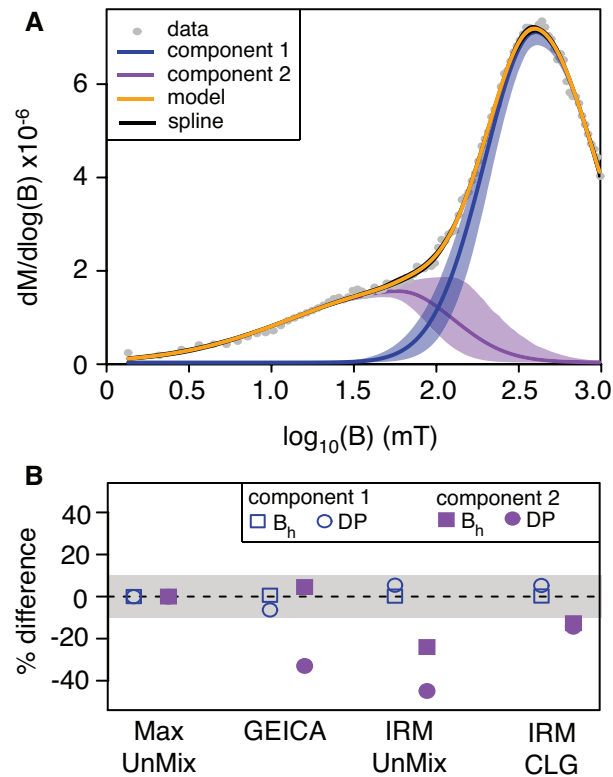 A
data
component 1
component 2
model
spline
dM/dlog(B) x10-6
6
4
2
0
0
0.5
1.0
1.5
2.0
2.5
3.0
log10(B) (mT)
B
component 1
component 2
Bh
DP
Bh
DP
% difference
40
20
0
-20
-40
Max
UnMix
GEICA
IRM
UnMix
IRM
CLG